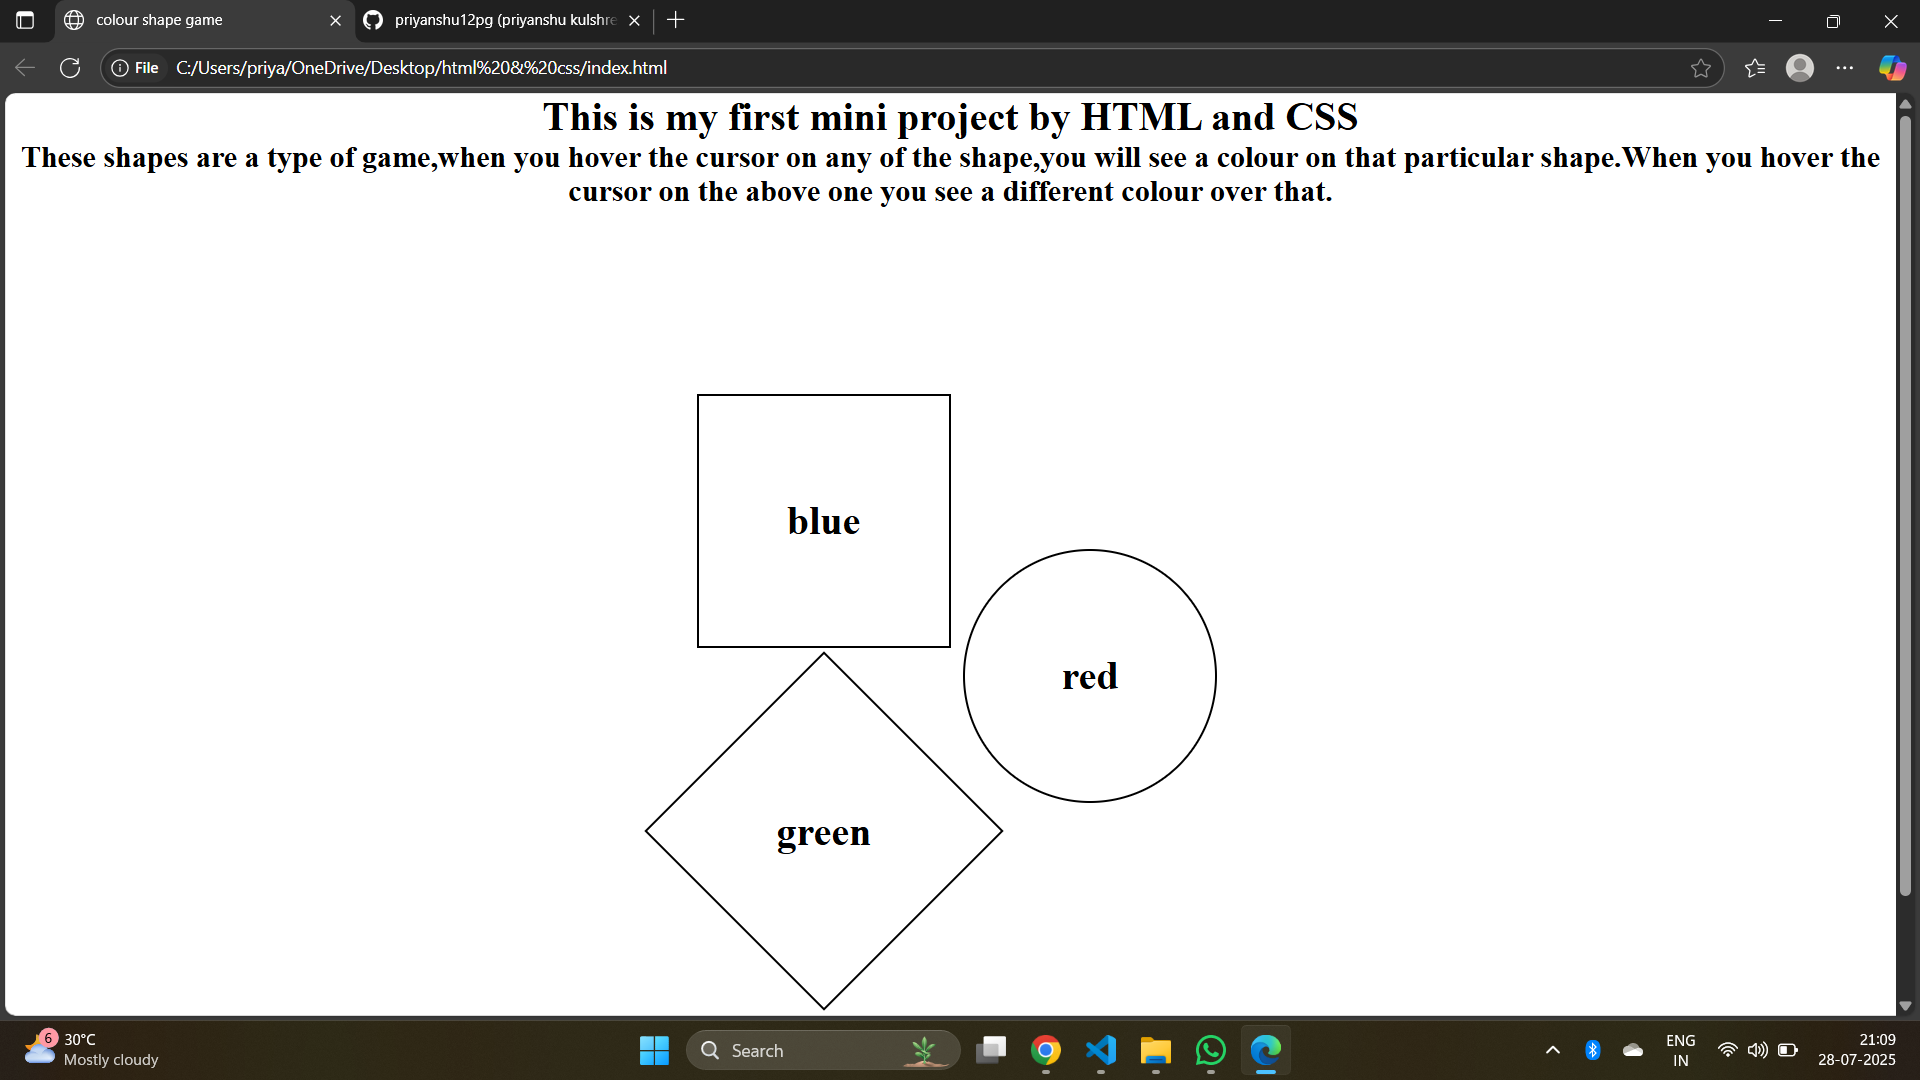 colour shape game
priyanshu12pg (priyanshu kulshre
File C:/Users/priya/OneDrive/Desktop/html%20&%20css/index.html
This is my first mini project by HTML and CSS
These shapes are a type of game,when you hover the cursor on any of the shape,you will see a colour on that particular shape.When you hover the
cursor on the above one you see a different colour over that.
blue
red
green
6
30°C
Mostly cloudy
Search
ENG
IN
21:09
28-07-2025